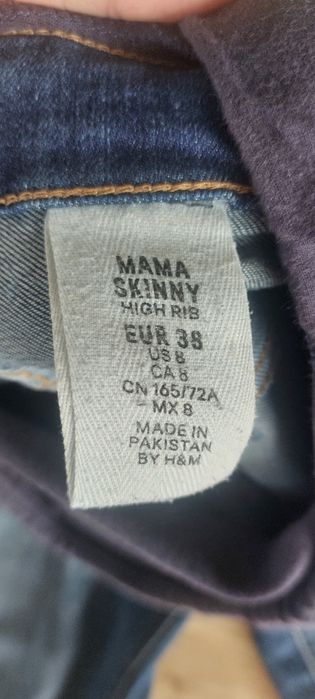 MAMA
SKINNY
HIGH RIB
EUR 38
US 8
CA 8
CN 165/72A
MX 8
MADE IN
PAKISTAN
BY H&M